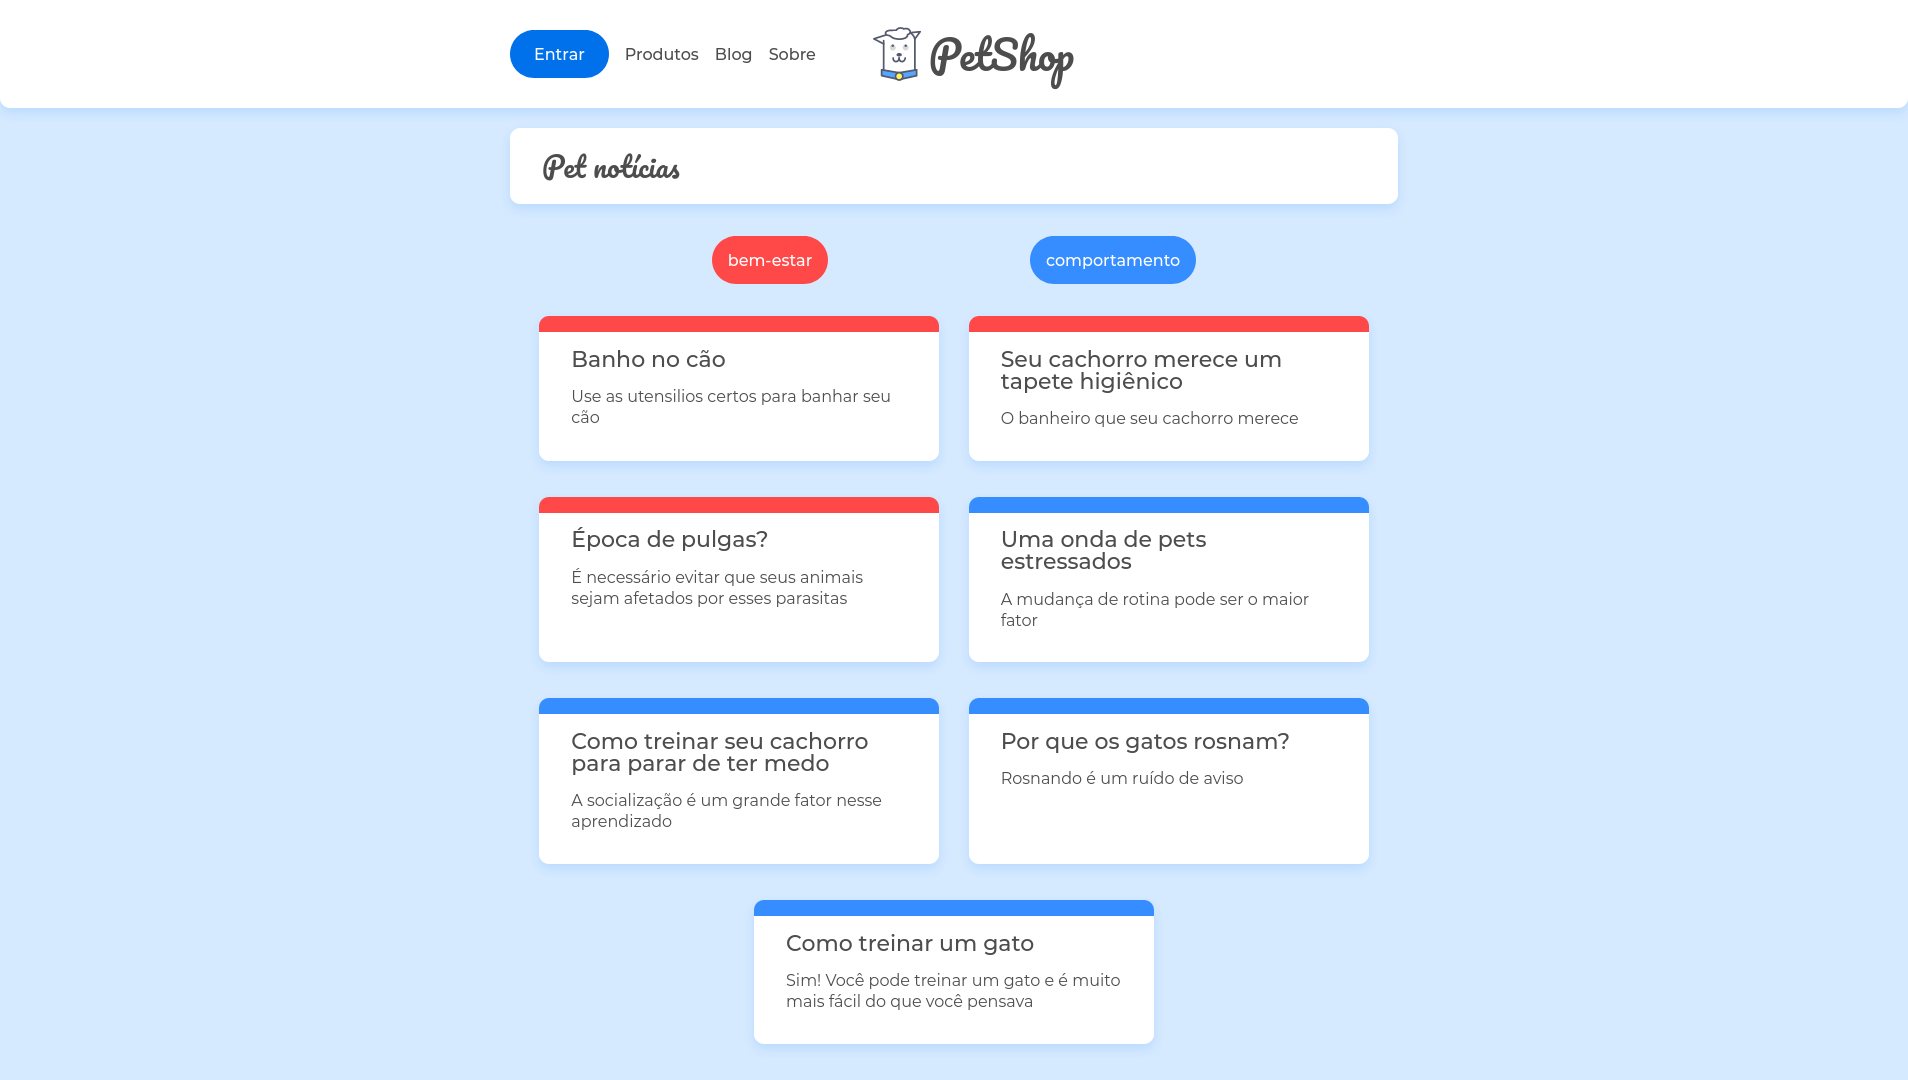 Entrar
Produtos
Blog
Sobre
PetShop
Pet notícias
bem-estar
comportamento
Banho no cão
Use as utensilios certos para banhar seu
cão
Seu cachorro merece um
tapete higiênico
O banheiro que seu cachorro merece
Época de pulgas?
É necessário evitar que seus animais
sejam afetados por esses parasitas
Uma onda de pets
estressados
A mudança de rotina pode ser o maior
fator
Como treinar seu cachorro
para parar de ter medo
A socialização é um grande fator nesse
aprendizado
Por que os gatos rosnam?
Rosnando é um ruído de aviso
Como treinar um gato
Sim! Você pode treinar um gato e é muito
mais fácil do que você pensava